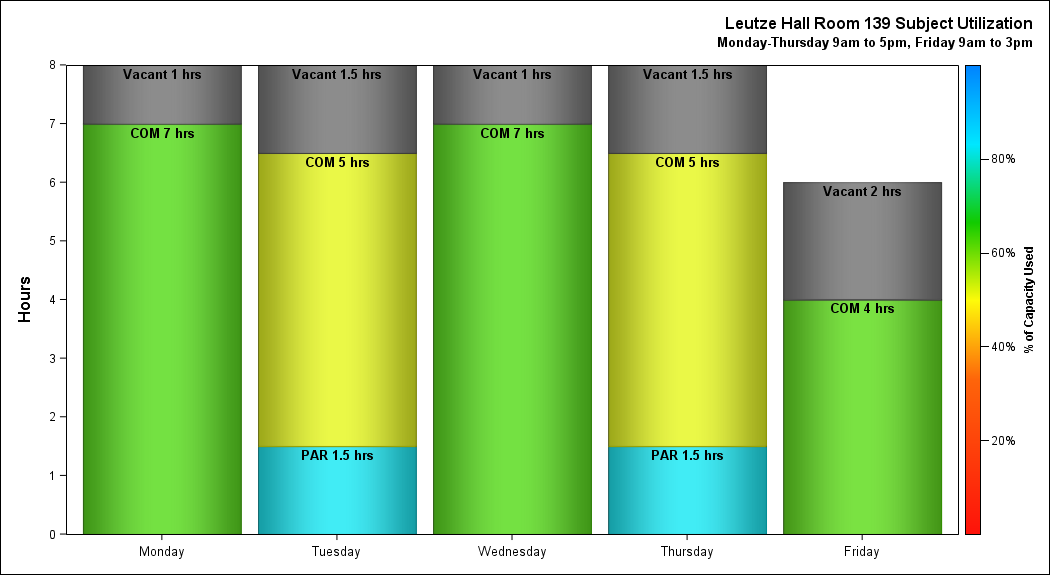 Leutze Hall Room 139 Subject Utilization
Monday-Thursday 9am to 5pm, Friday 9am to 3pm
Hours
8
7
6
5
4
3
2
1
0
Vacant 1 hrs
COM 7 hrs
Vacant 1.5 hrs
COM 5 hrs
PAR 1.5 hrs
Vacant 1 hrs
COM 7 hrs
Vacant 1.5 hrs
COM 5 hrs
PAR 1.5 hrs
Vacant 2 hrs
COM 4 hrs
Monday
Tuesday
Wednesday
Thursday
Friday
80%
60%
40%
20%
% of Capacity Used